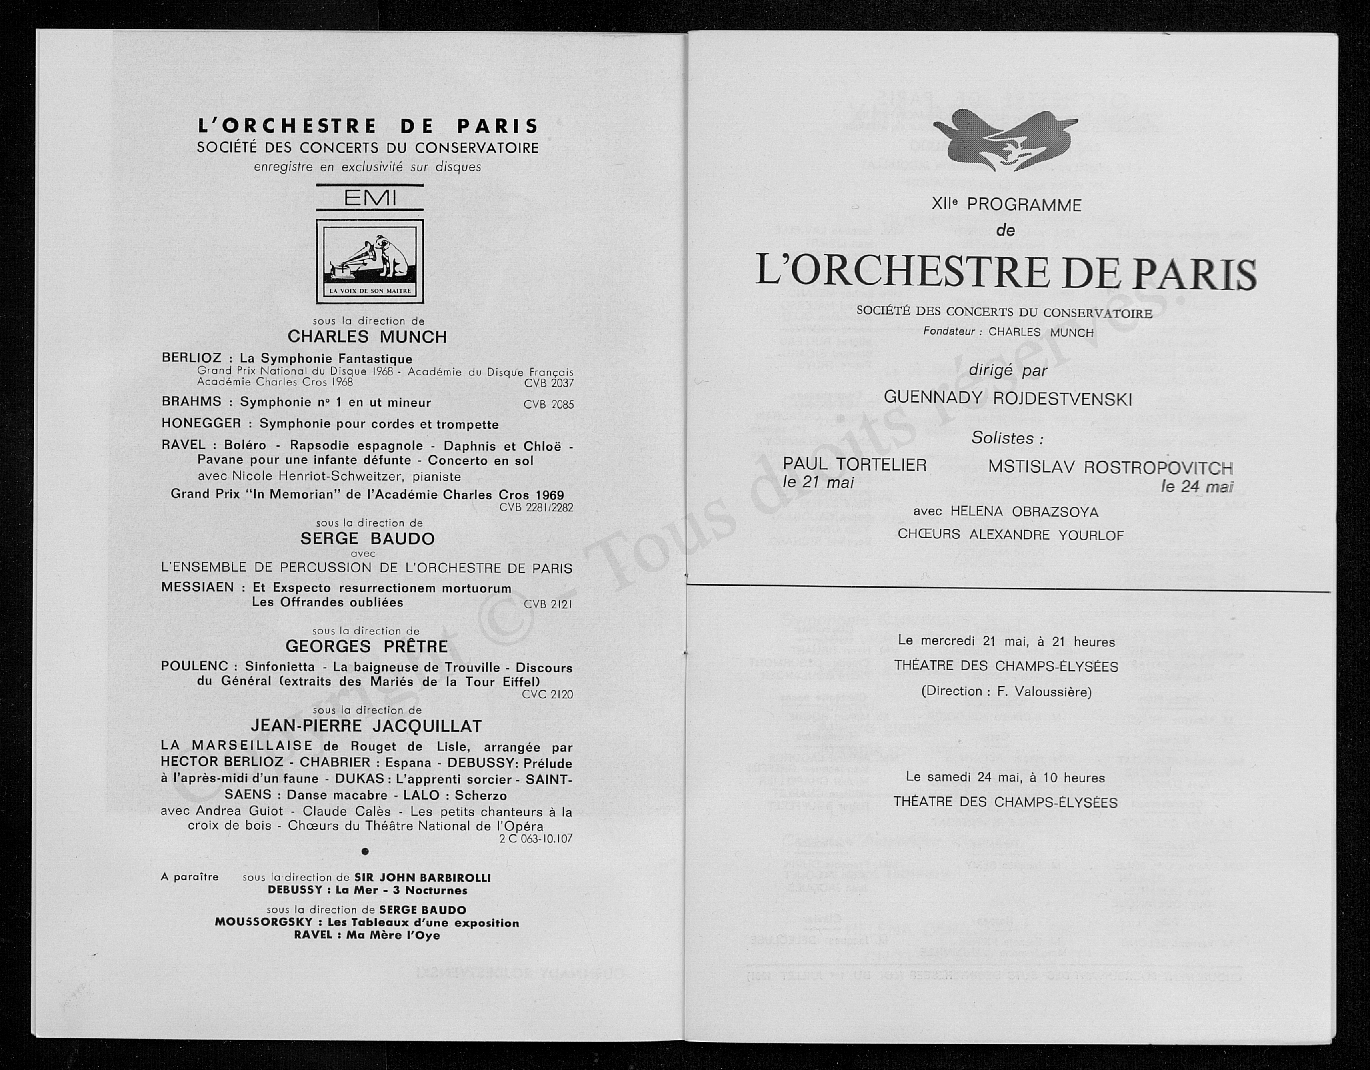 L'ORCHESTRE DE PARIS
SOCIÉTÉ DES CONCERTS DU CONSERVATOIRE
enregistre en exclusivité sur disques
EMI
LA VOIX DE SON MAITRE
sous la direction de
CHARLES MUNCH
BERLIOZ : La Symphonie Fantastique
Grand Prix National du Disque 1968 - Académie du Disque Français
Académie Charles Cros 1968 CVB 2037
BRAHMS : Symphonie n° 1 en ut mineur CVB 2085
HONEGGER : Symphonie pour cordes et trompette
RAVEL : Boléro - Rapsodie espagnole - Daphnis et Chloë -
Pavane pour une infante défunte - Concerto en sol
avec Nicole Henriot-Schweitzer, pianiste
Grand Prix "In Memorian" de l'Académie Charles Cros 1969
CVB 2281/2282
sous la direction de
SERGE BAUDO
avec
L'ENSEMBLE DE PERCUSSION DE L'ORCHESTRE DE PARIS
MESSIAEN : Et Exspecto resurrectionem mortuorum
Les Offrandes oubliées CVB 2121
sous la direction de
GEORGES PRÊTRE
POULENC : Sinfonietta - La baigneuse de Trouville - Discours
du Général (extraits des Mariés de la Tour Eiffel)
CVC 2120
sous la direction de
JEAN-PIERRE JACQUILLAT
LA MARSEILLAISE de Rouget de Lisle, arrangée par
HECTOR BERLIOZ - CHABRIER : Espana - DEBUSSY: Prélude
à l'après-midi d'un faune - DUKAS : L'apprenti sorcier - SAINT-
SAENS : Danse macabre - LALO : Scherzo
avec Andrea Guiot - Claude Calès - Les petits chanteurs à la
croix de bois - Chœurs du Théâtre National de l'Opéra
2 C 063-10.107
A paraître sous la direction de SIR JOHN BARBIROLLI
DEBUSSY : La Mer - 3 Nocturnes
sous la direction de SERGE BAUDO
MOUSSORGSKY : Les Tableaux d'une exposition
RAVEL : Ma Mère l'Oye
XIIe PROGRAMME
de
L'ORCHESTRE DE PARIS
SOCIÉTÉ DES CONCERTS DU CONSERVATOIRE
Fondateur : CHARLES MUNCH
dirigé par
GUENNADY ROJDESTVENSKI
Solistes :
PAUL TORTELIER MSTISLAV ROSTROPOVITCH
le 21 mai le 24 mai
avec HELENA OBRAZSOYA
CHŒURS ALEXANDRE YOURLOF
Le mercredi 21 mai, à 21 heures
THÉATRE DES CHAMPS-ÉLYSÉES
(Direction : F. Valoussière)
Le samedi 24 mai, à 10 heures
THÉATRE DES CHAMPS-ÉLYSÉES
Copyright © - Tous droits réservés.